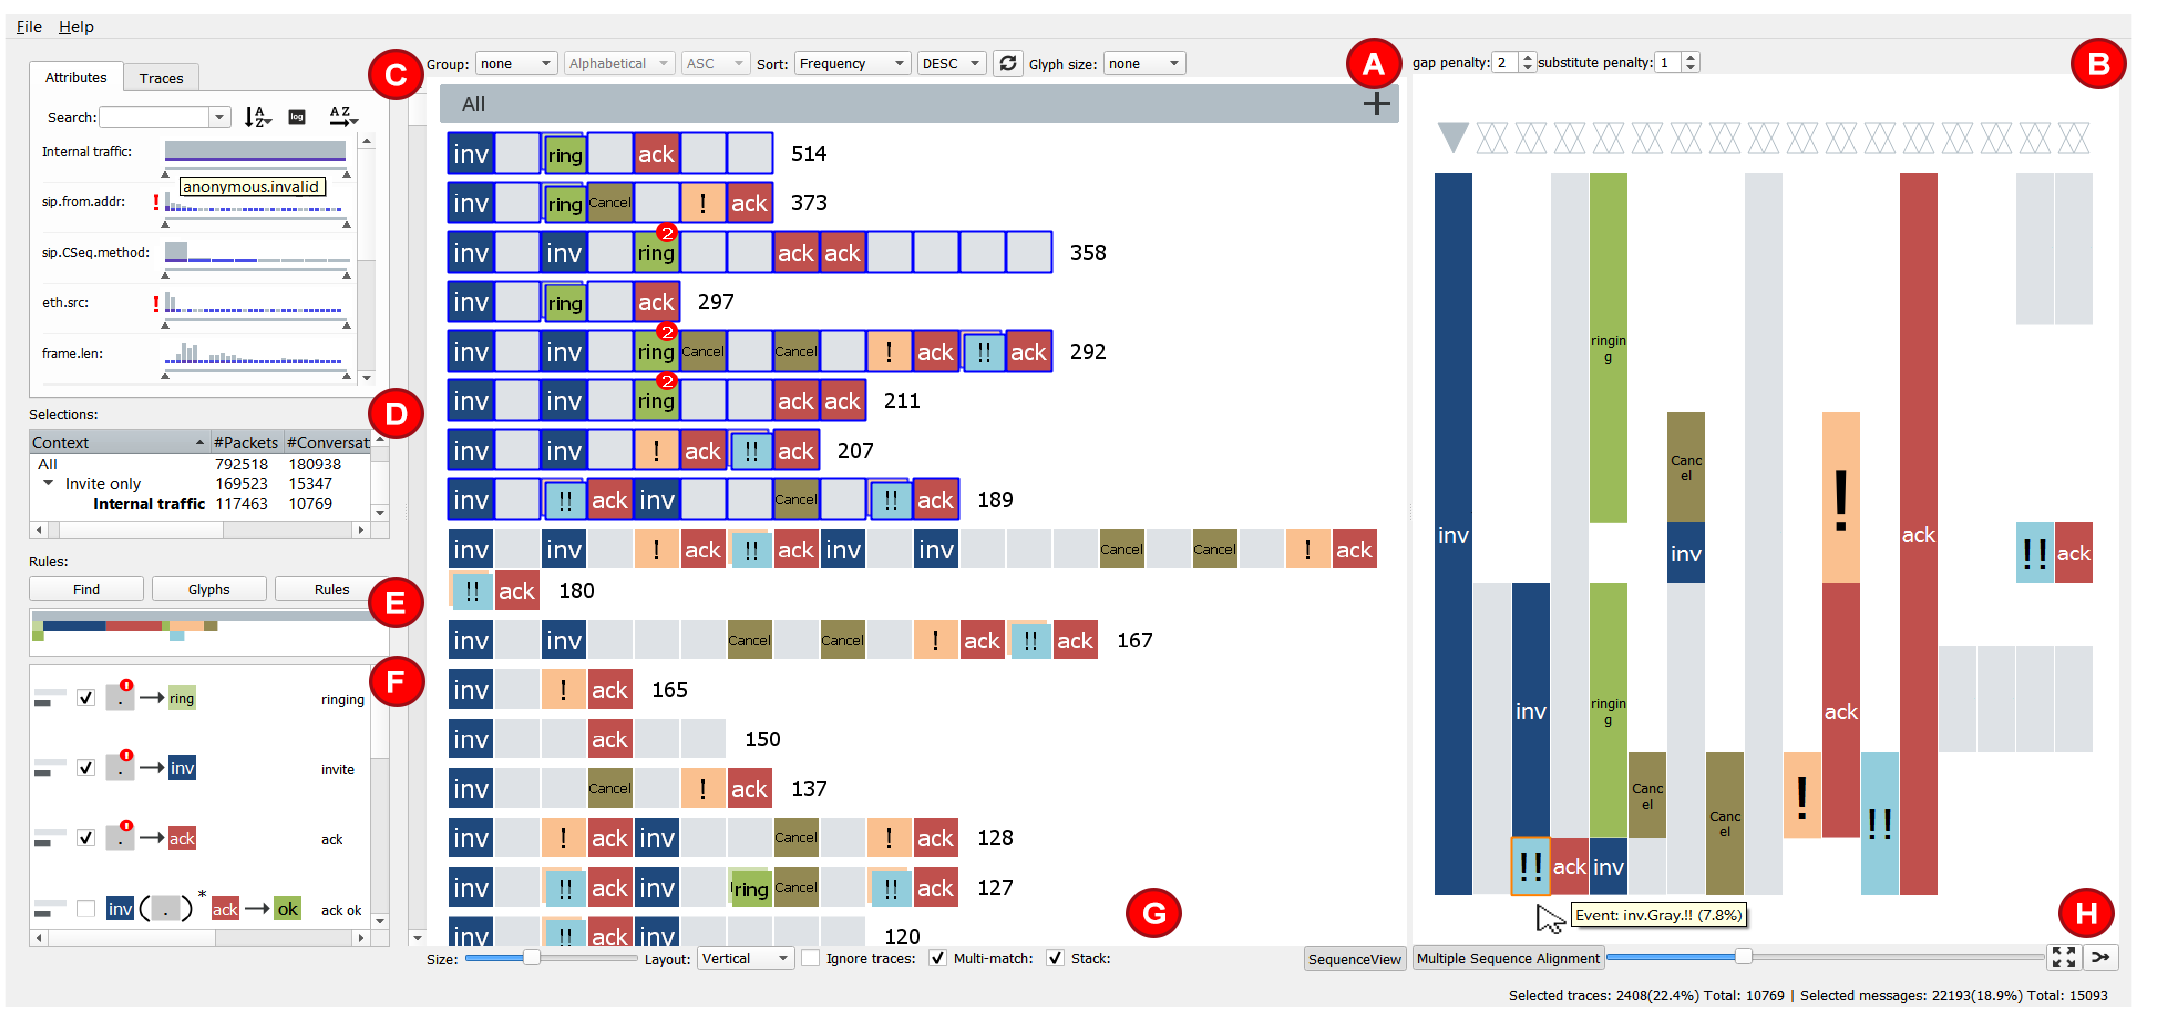 File Help
Attributes Traces
C
Group: none Alphabetical ASC Sort: Frequency DESC Glyph size: none
A
gap penalty: 2 substitute penalty: 1
B
Search: A Z log A Z
Internal traffic:
anonymous.invalid
! sip.from.addr:
sip.CSeq.method:
eth.src: !
frame.len:
D
Selections:
Context #Packets #Conversat
All 792518 180938
Invite only 169523 15347
Internal traffic 117463 10769
Rules:
Find Glyphs Rules
E
F
. ring ringing
. inv invite
. ack ack
inv ( . ) * ack ok ack ok
All +
inv ring ack 514
inv ring Cancel ! ack 373
inv inv ring 2 ack ack 358
inv ring ack 297
inv inv ring 2 Cancel Cancel ! ack !! ack 292
inv inv ring 2 ack ack 211
inv inv ! ack !! ack 207
inv !! ack inv Cancel !! ack 189
inv inv ! ack !! ack inv inv Cancel Cancel ! ack
!! ack 180
inv inv Cancel Cancel ! ack !! ack 167
inv ! ack 165
inv ack 150
inv Cancel ! ack 137
inv ! ack inv Cancel ! ack 128
inv !! ack inv ring Cancel !! ack 127
inv !! ack inv 120
G
Size: Layout: Vertical Ignore traces: Multi-match: Stack: SequenceView
ringin
g
Canc
el
!
inv
inv
ack
!! ack
inv
ringin
g
ack
Canc
el
Canc
el
!
!!
!! ack inv
Event: inv.Gray.!! (7.8%)
H
Multiple Sequence Alignment
Selected traces: 2408(22.4%) Total: 10769 | Selected messages: 22193(18.9%) Total: 15093